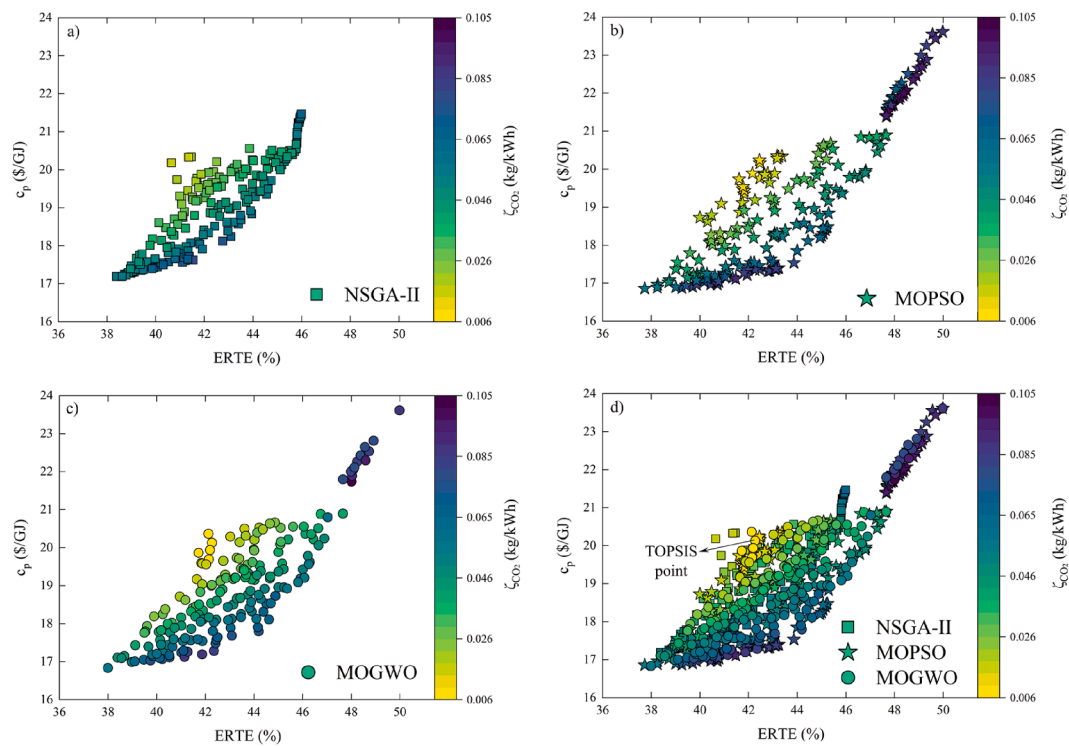 a)
24
23
22
21
20
19
18
17
16
c_p ($/GJ)
36 38 40 42 44 46 48 50
ERTE (%)
NSGA-II
0.105
0.085
0.065
0.046
0.026
0.006
ζ_CO₂ (kg/kWh)
b)
24
23
22
21
20
19
18
17
16
c_p ($/GJ)
36 38 40 42 44 46 48 50
ERTE (%)
MOPSO
0.105
0.085
0.065
0.046
0.026
0.006
ζ_CO₂ (kg/kWh)
c)
24
23
22
21
20
19
18
17
16
c_p ($/GJ)
36 38 40 42 44 46 48 50
ERTE (%)
MOGWO
0.105
0.085
0.065
0.046
0.026
0.006
ζ_CO₂ (kg/kWh)
d)
24
23
22
21
20
19
18
17
16
c_p ($/GJ)
36 38 40 42 44 46 48 50
ERTE (%)
TOPSIS
point
NSGA-II
MOPSO
MOGWO
0.105
0.085
0.065
0.046
0.026
0.006
ζ_CO₂ (kg/kWh)